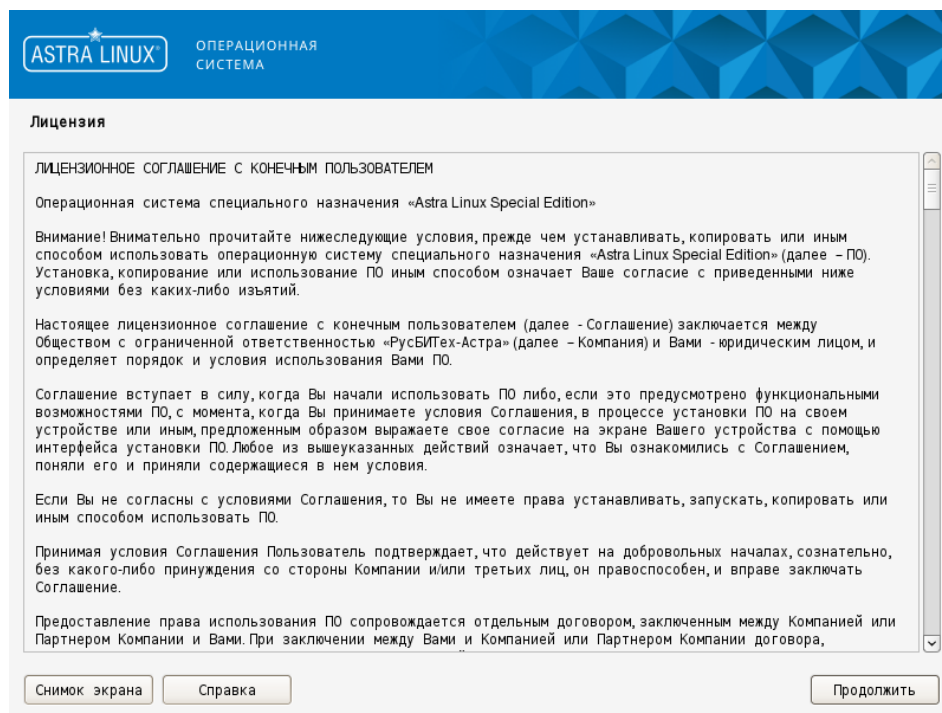 ASTRA LINUX®
ОПЕРАЦИОННАЯ
СИСТЕМА
Лицензия
ЛИЦЕНЗИОННОЕ СОГЛАШЕНИЕ С КОНЕЧНЫМ ПОЛЬЗОВАТЕЛЕМ
Операционная система специального назначения «Astra Linux Special Edition»
Внимание! Внимательно прочитайте нижеследующие условия, прежде чем устанавливать, копировать или иным
способом использовать операционную систему специального назначения «Astra Linux Special Edition» (далее – ПО).
Установка, копирование или использование ПО иным способом означает Ваше согласие с приведенными ниже
условиями без каких-либо изъятий.
Настоящее лицензионное соглашение с конечным пользователем (далее - Соглашение) заключается между
Обществом с ограниченной ответственностью «РусБИТех-Астра» (далее – Компания) и Вами - юридическим лицом, и
определяет порядок и условия использования Вами ПО.
Соглашение вступает в силу, когда Вы начали использовать ПО либо, если это предусмотрено функциональными
возможностями ПО, с момента, когда Вы принимаете условия Соглашения, в процессе установки ПО на своем
устройстве или иным, предложенным образом выражаете свое согласие на экране Вашего устройства с помощью
интерфейса установки ПО. Любое из вышеуказанных действий означает, что Вы ознакомились с Соглашением,
поняли его и приняли содержащиеся в нем условия.
Если Вы не согласны с условиями Соглашения, то Вы не имеете права устанавливать, запускать, копировать или
иным способом использовать ПО.
Принимая условия Соглашения Пользователь подтверждает, что действует на добровольных началах, сознательно,
без какого-либо принуждения со стороны Компании и/или третьих лиц, он правоспособен, и вправе заключать
Соглашение.
Предоставление права использования ПО сопровождается отдельным договором, заключенным между Компанией или
Партнером Компании и Вами. При заключении между Вами и Компанией или Партнером Компании договора,
Снимок экрана
Справка
Продолжить